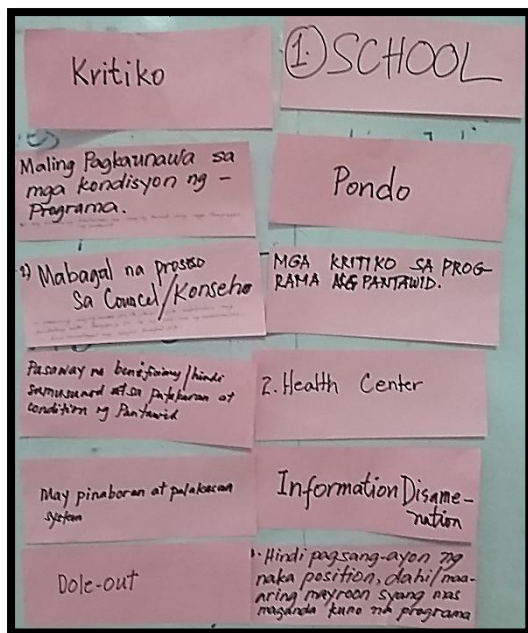 Kritiko
Maling Pagkaunawa sa
mga kondisyon ng -
Programa.
2) Mabagal na proseso
sa Council/Konseho
Pasaway na benefisimy/hindi
sumusunod at sa patakaran at
condition ng Pantawid
May pinaboran at palakasan
system
Dole-out
1. SCHOOL
Pondo
MGA KRITIKO SA PROG-
RAMA NG PANTAWID.
2. Health Center
Information Disame-
nation
Hindi pagsang-ayon ng
naka position, dahil/maa-
aring mayroon syang mas
maganda kuno na programa